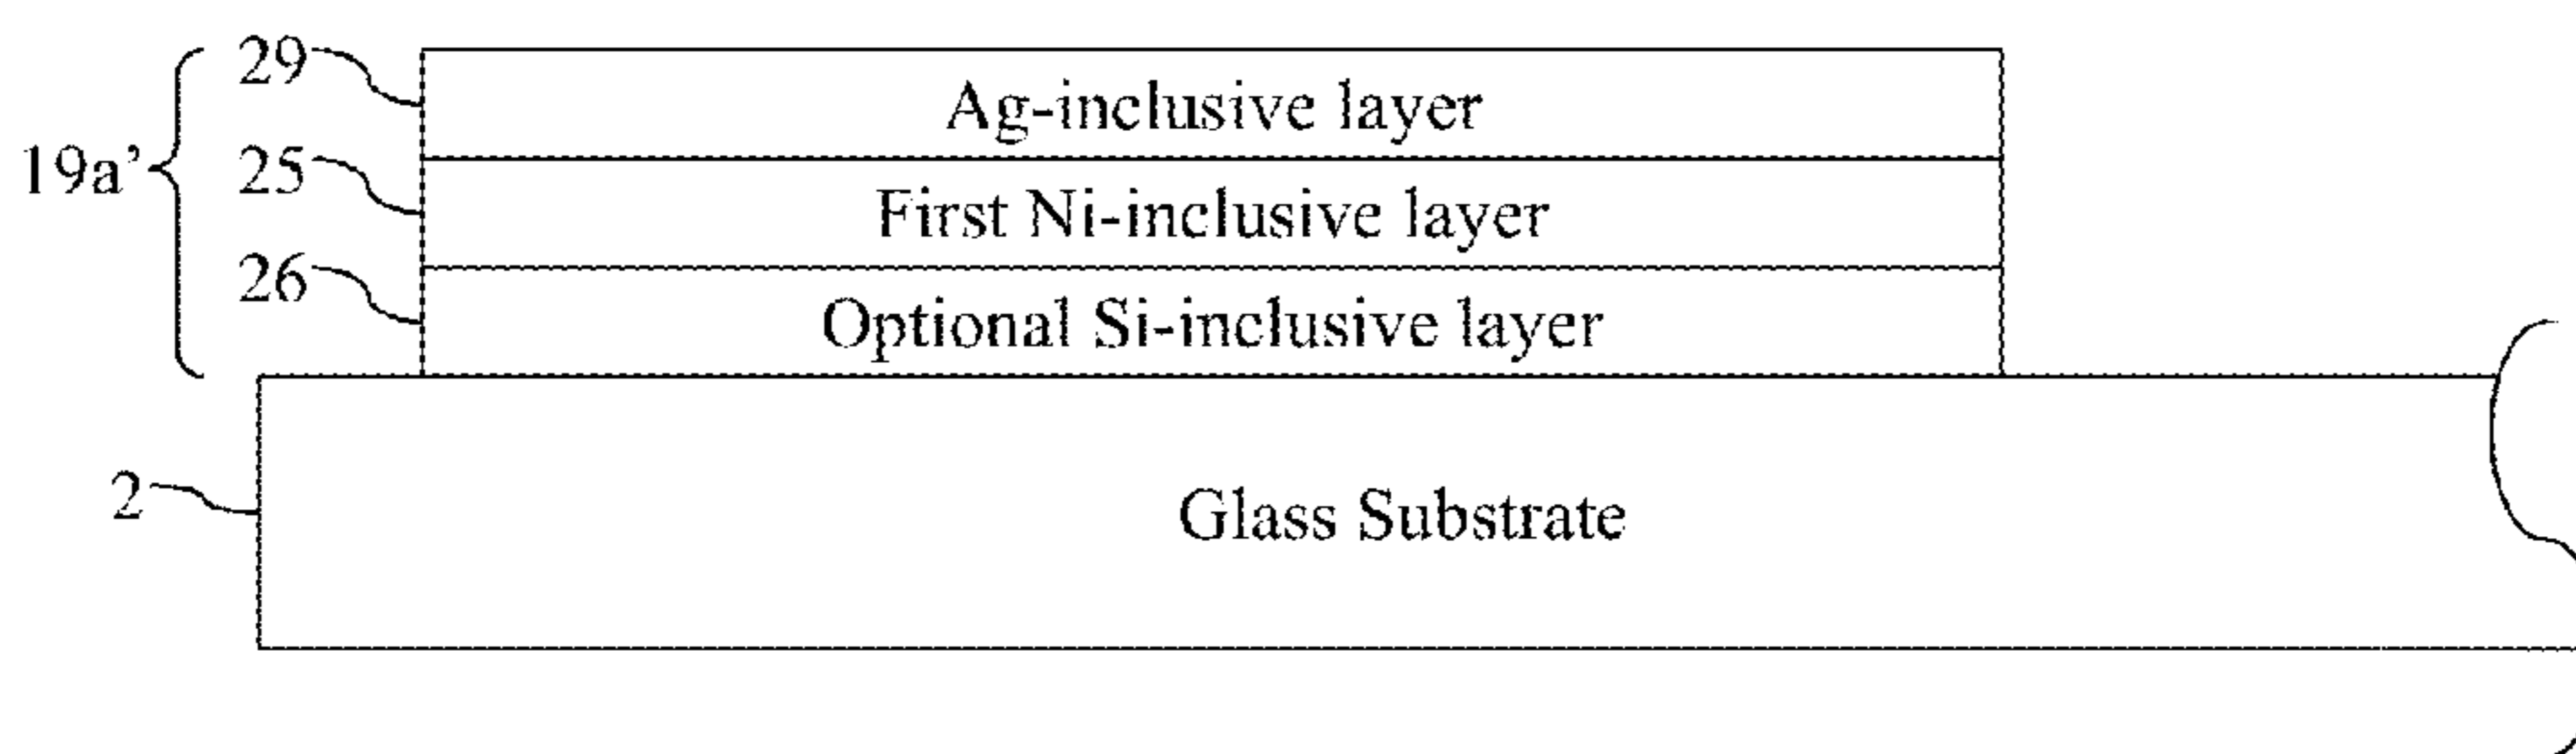 29
Ag-inclusive layer
19a’
25
First Ni-inclusive layer
26
Optional Si-inclusive layer
2
Glass Substrate